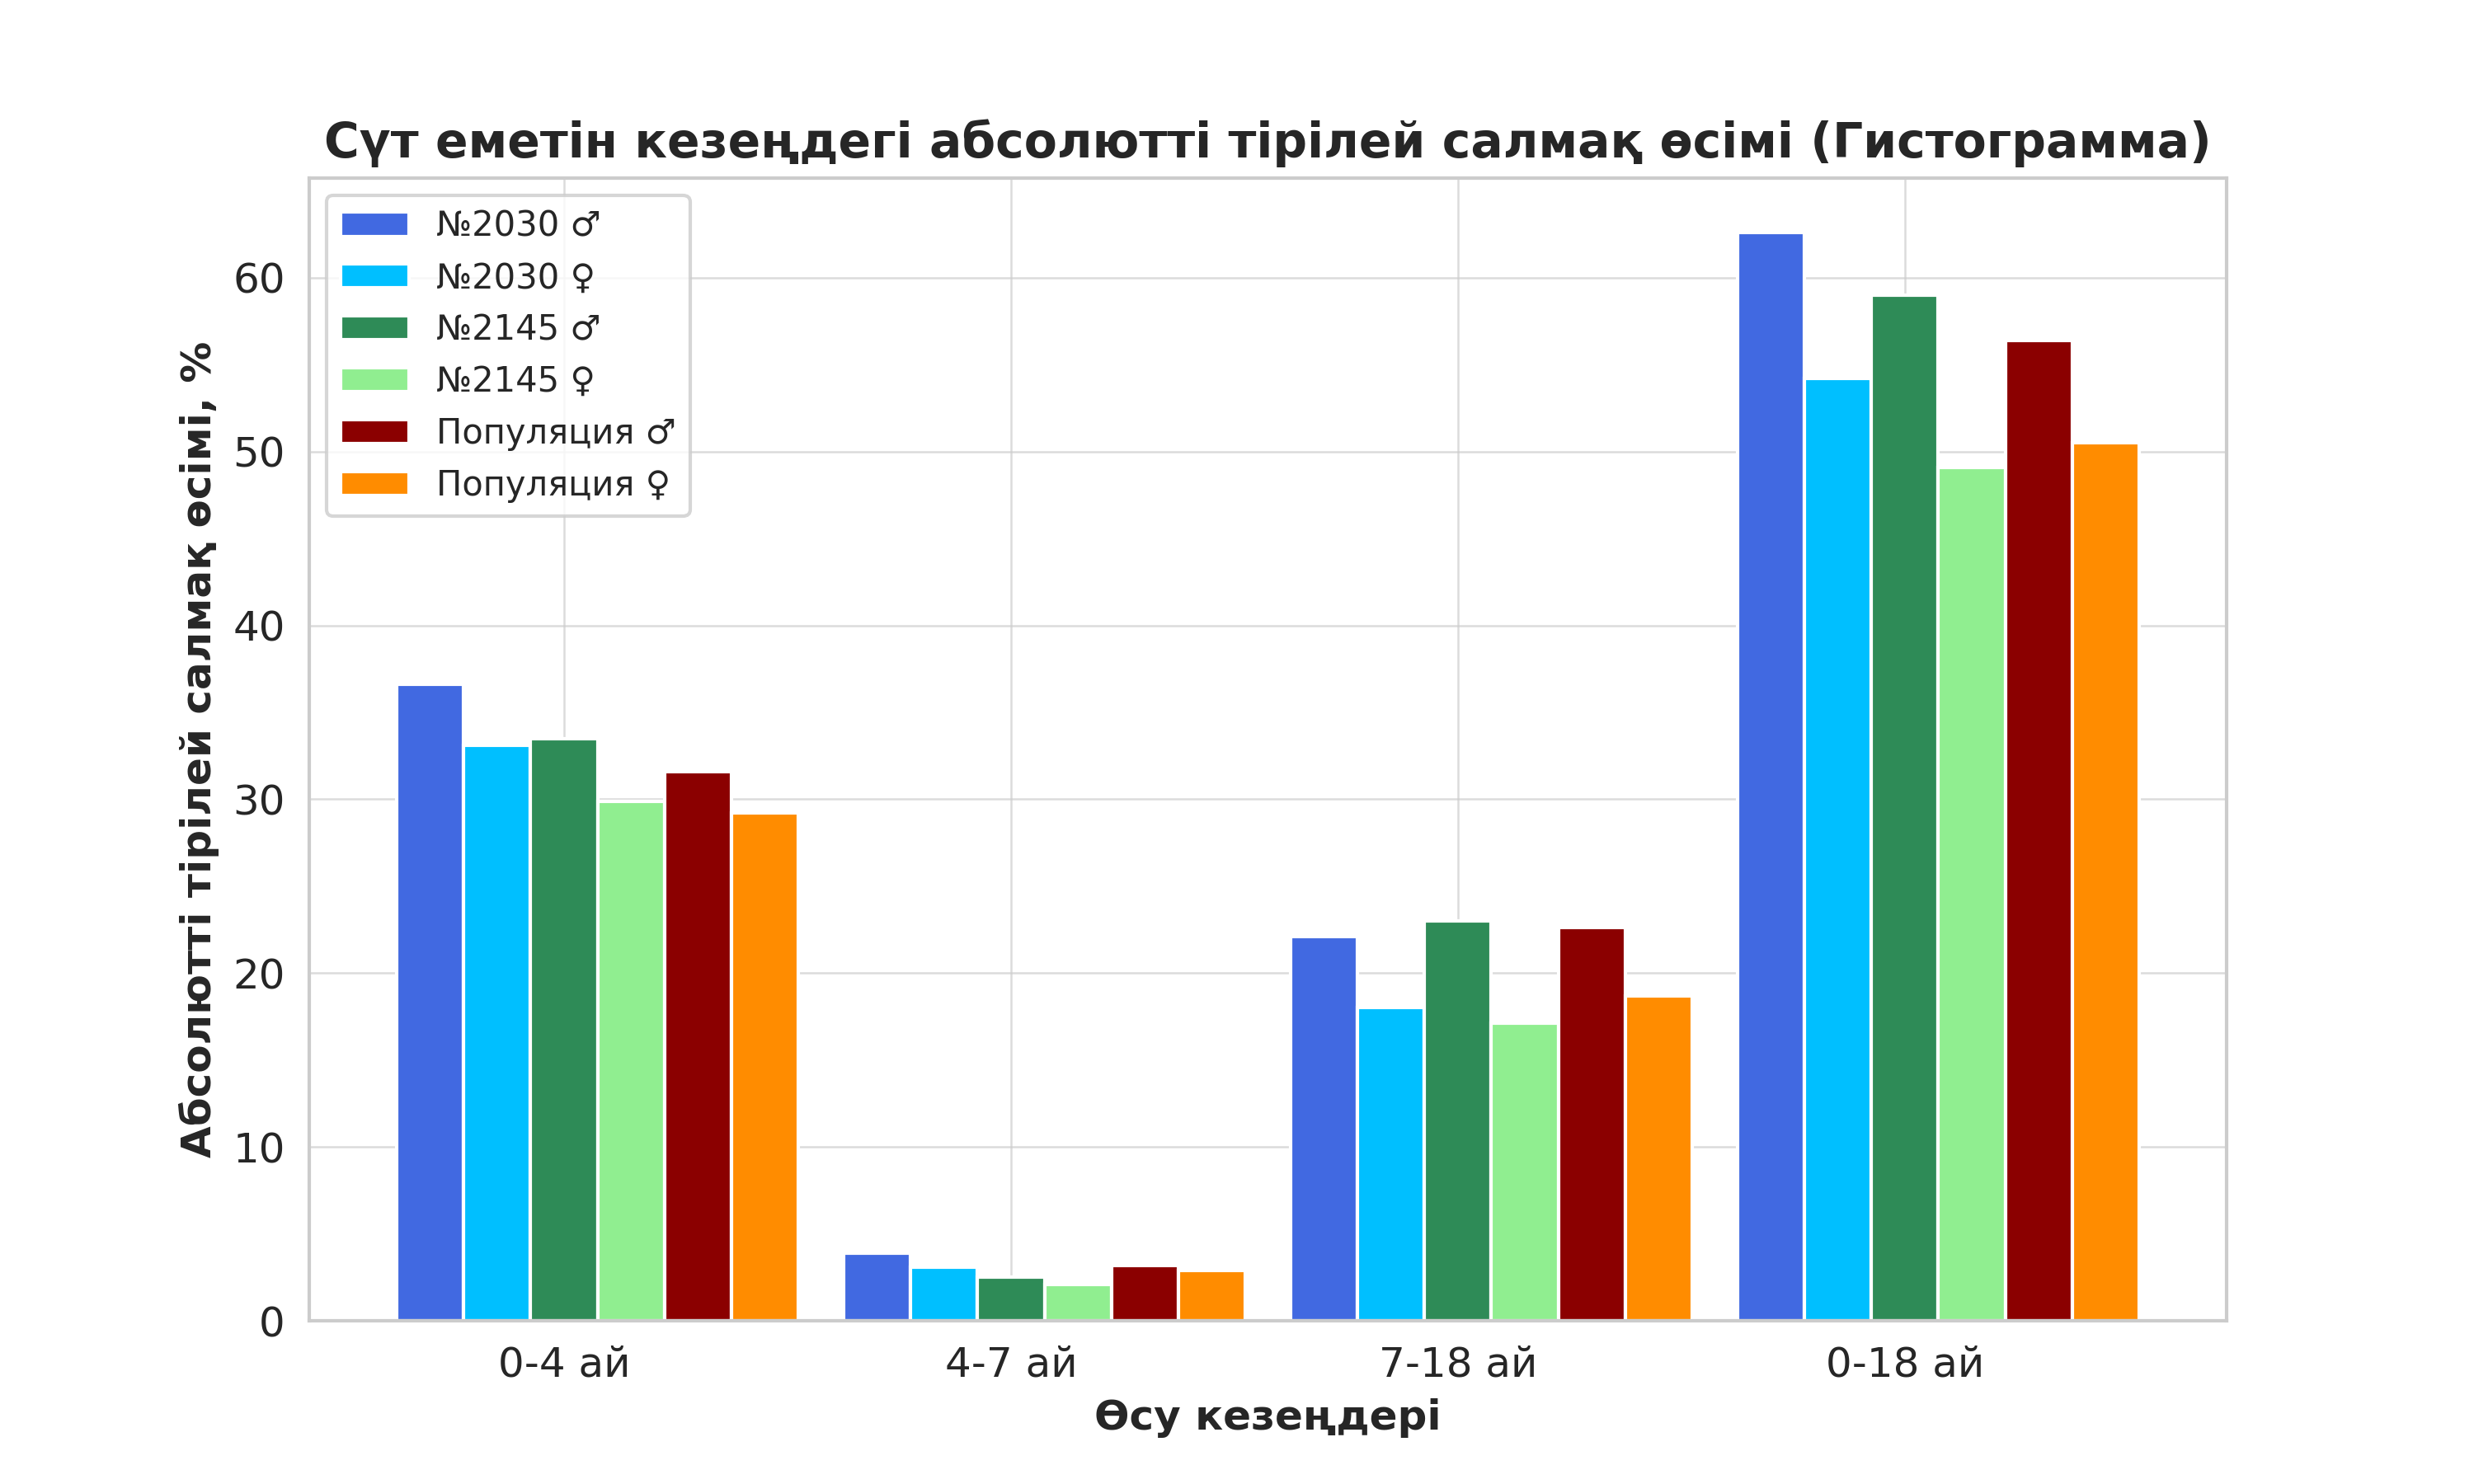 Сүт еметін кезеңдегі абсолютті тірілей салмақ өсімі (Гистограмма)
№2030 ♂
№2030 ♀
№2145 ♂
№2145 ♀
Популяция ♂
Популяция ♀
Абсолютті тірілей салмақ өсімі, %
60
50
40
30
20
10
0
0-4 ай
4-7 ай
7-18 ай
0-18 ай
Өсу кезеңдері